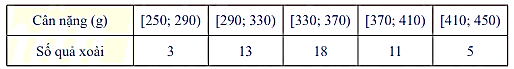 Cân nặng (g) [250; 290) [290; 330) [330; 370) [370; 410) [410; 450)
Số quả xoài 3 13 18 11 5